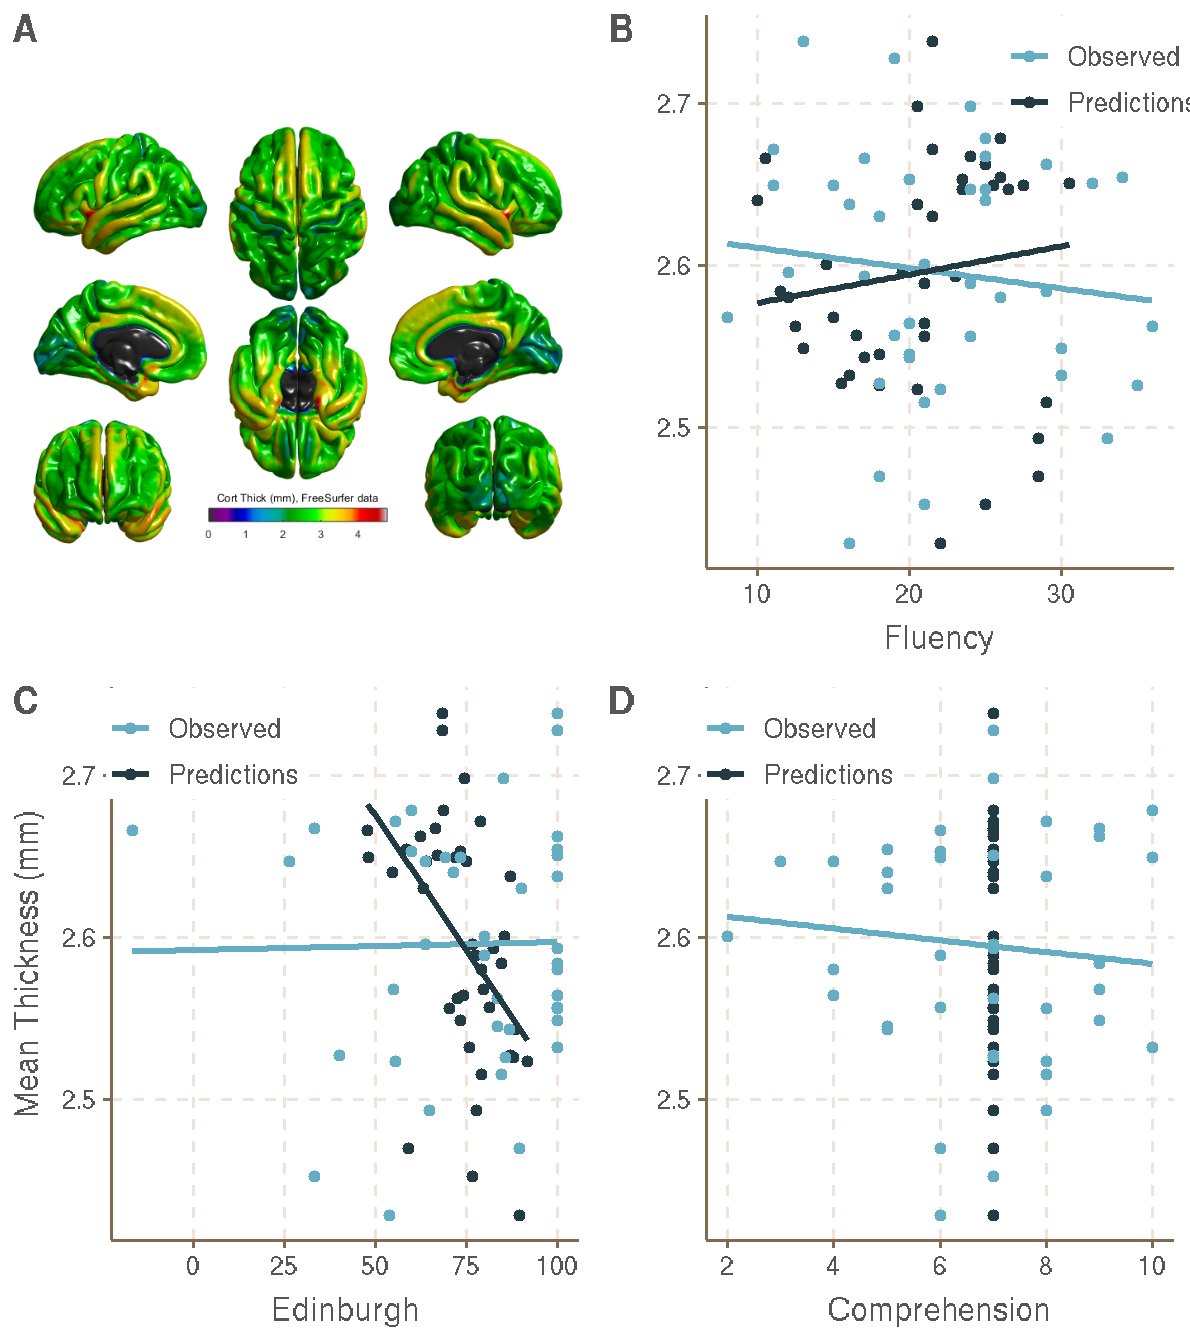 A
Cort Thick (mm), FreeSurfer data
0 1 2 3 4
B
Observed
Predictions
2.7
2.6
2.5
10 20 30
Fluency
C
Observed
Predictions
2.7
2.6
2.5
Mean Thickness (mm)
0 25 50 75 100
Edinburgh
D
Observed
Predictions
2.7
2.6
2.5
2 4 6 8 10
Comprehension